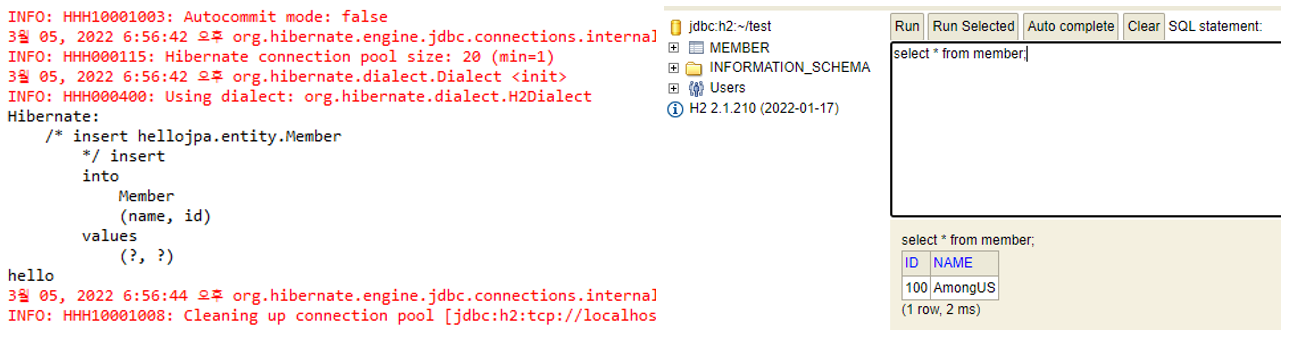 INFO: HHH10001003: Autocommit mode: false
3월 05, 2022 6:56:42 오후 org.hibernate.engine.jdbc.connections.internal
INFO: HHH000115: Hibernate connection pool size: 20 (min=1)
3월 05, 2022 6:56:42 오후 org.hibernate.dialect.Dialect <init>
INFO: HHH000400: Using dialect: org.hibernate.dialect.H2Dialect
Hibernate:
/* insert hellojpa.entity.Member
*/ insert
into
Member
(name, id)
values
(?, ?)
hello
3월 05, 2022 6:56:44 오후 org.hibernate.engine.jdbc.connections.internal
INFO: HHH10001008: Cleaning up connection pool [jdbc:h2:tcp://localhos
jdbc:h2:~/test
MEMBER
INFORMATION_SCHEMA
Users
H2 2.1.210 (2022-01-17)
Run Run Selected Auto complete Clear SQL statement:
select * from member;
select * from member;
ID NAME
100 AmongUS
(1 row, 2 ms)